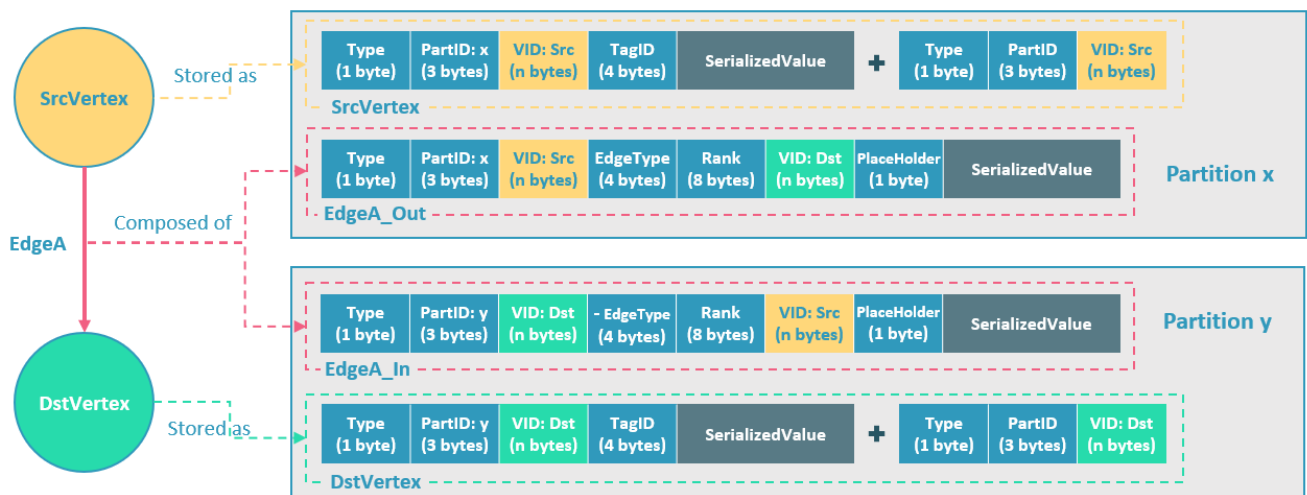 SrcVertex
Stored as
Type (1 byte)
PartID: x (3 bytes)
VID: Src (n bytes)
TagID (4 bytes)
SerializedValue
+
Type (1 byte)
PartID (3 bytes)
VID: Src (n bytes)
SrcVertex
EdgeA
Composed of
Type (1 byte)
PartID: x (3 bytes)
VID: Src (n bytes)
EdgeType (4 bytes)
Rank (8 bytes)
VID: Dst (n bytes)
PlaceHolder (1 byte)
SerializedValue
EdgeA_Out
Partition x
Type (1 byte)
PartID: y (3 bytes)
VID: Dst (n bytes)
- EdgeType (4 bytes)
Rank (8 bytes)
VID: Src (n bytes)
PlaceHolder (1 byte)
SerializedValue
EdgeA_In
Partition y
DstVertex
Stored as
Type (1 byte)
PartID: y (3 bytes)
VID: Dst (n bytes)
TagID (4 bytes)
SerializedValue
+
Type (1 byte)
PartID (3 bytes)
VID: Dst (n bytes)
DstVertex